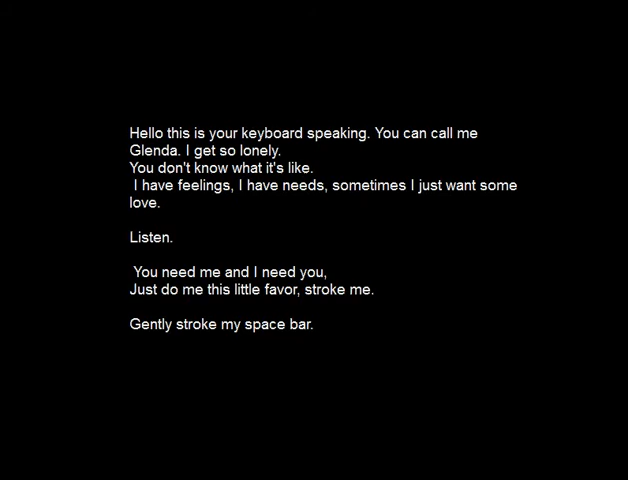 Hello this is your keyboard speaking. You can call me
Glenda. I get so lonely.
You don't know what it's like.
I have feelings, I have needs, sometimes I just want some
love.
Listen.
You need me and I need you,
Just do me this little favor, stroke me.
Gently stroke my space bar.